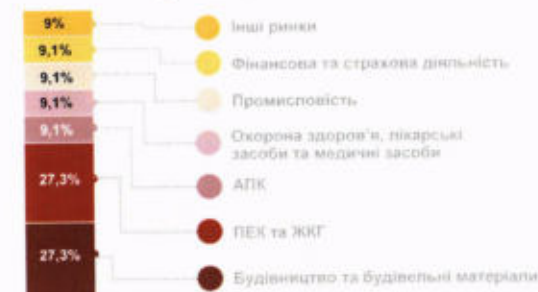 9%
Інші ринки
9,1%
Фінансова та страхова діяльність
9,1%
Промисловість
9,1%
Охорона здоров'я, лікарські
засоби та медичні засоби
9,1%
АПК
27,3%
ПЕК та ЖКГ
27,3%
Будівництво та будівельні матеріали